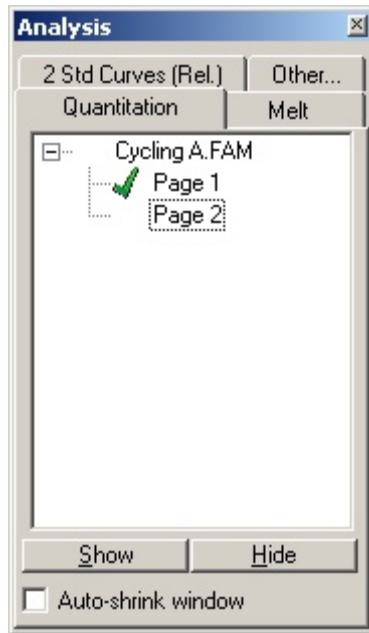 Analysis
2 Std Curves (Rel.) Other...
Quantitation Melt
Cycling A.FAM
Page 1
Page 2
Show Hide
Auto-shrink window